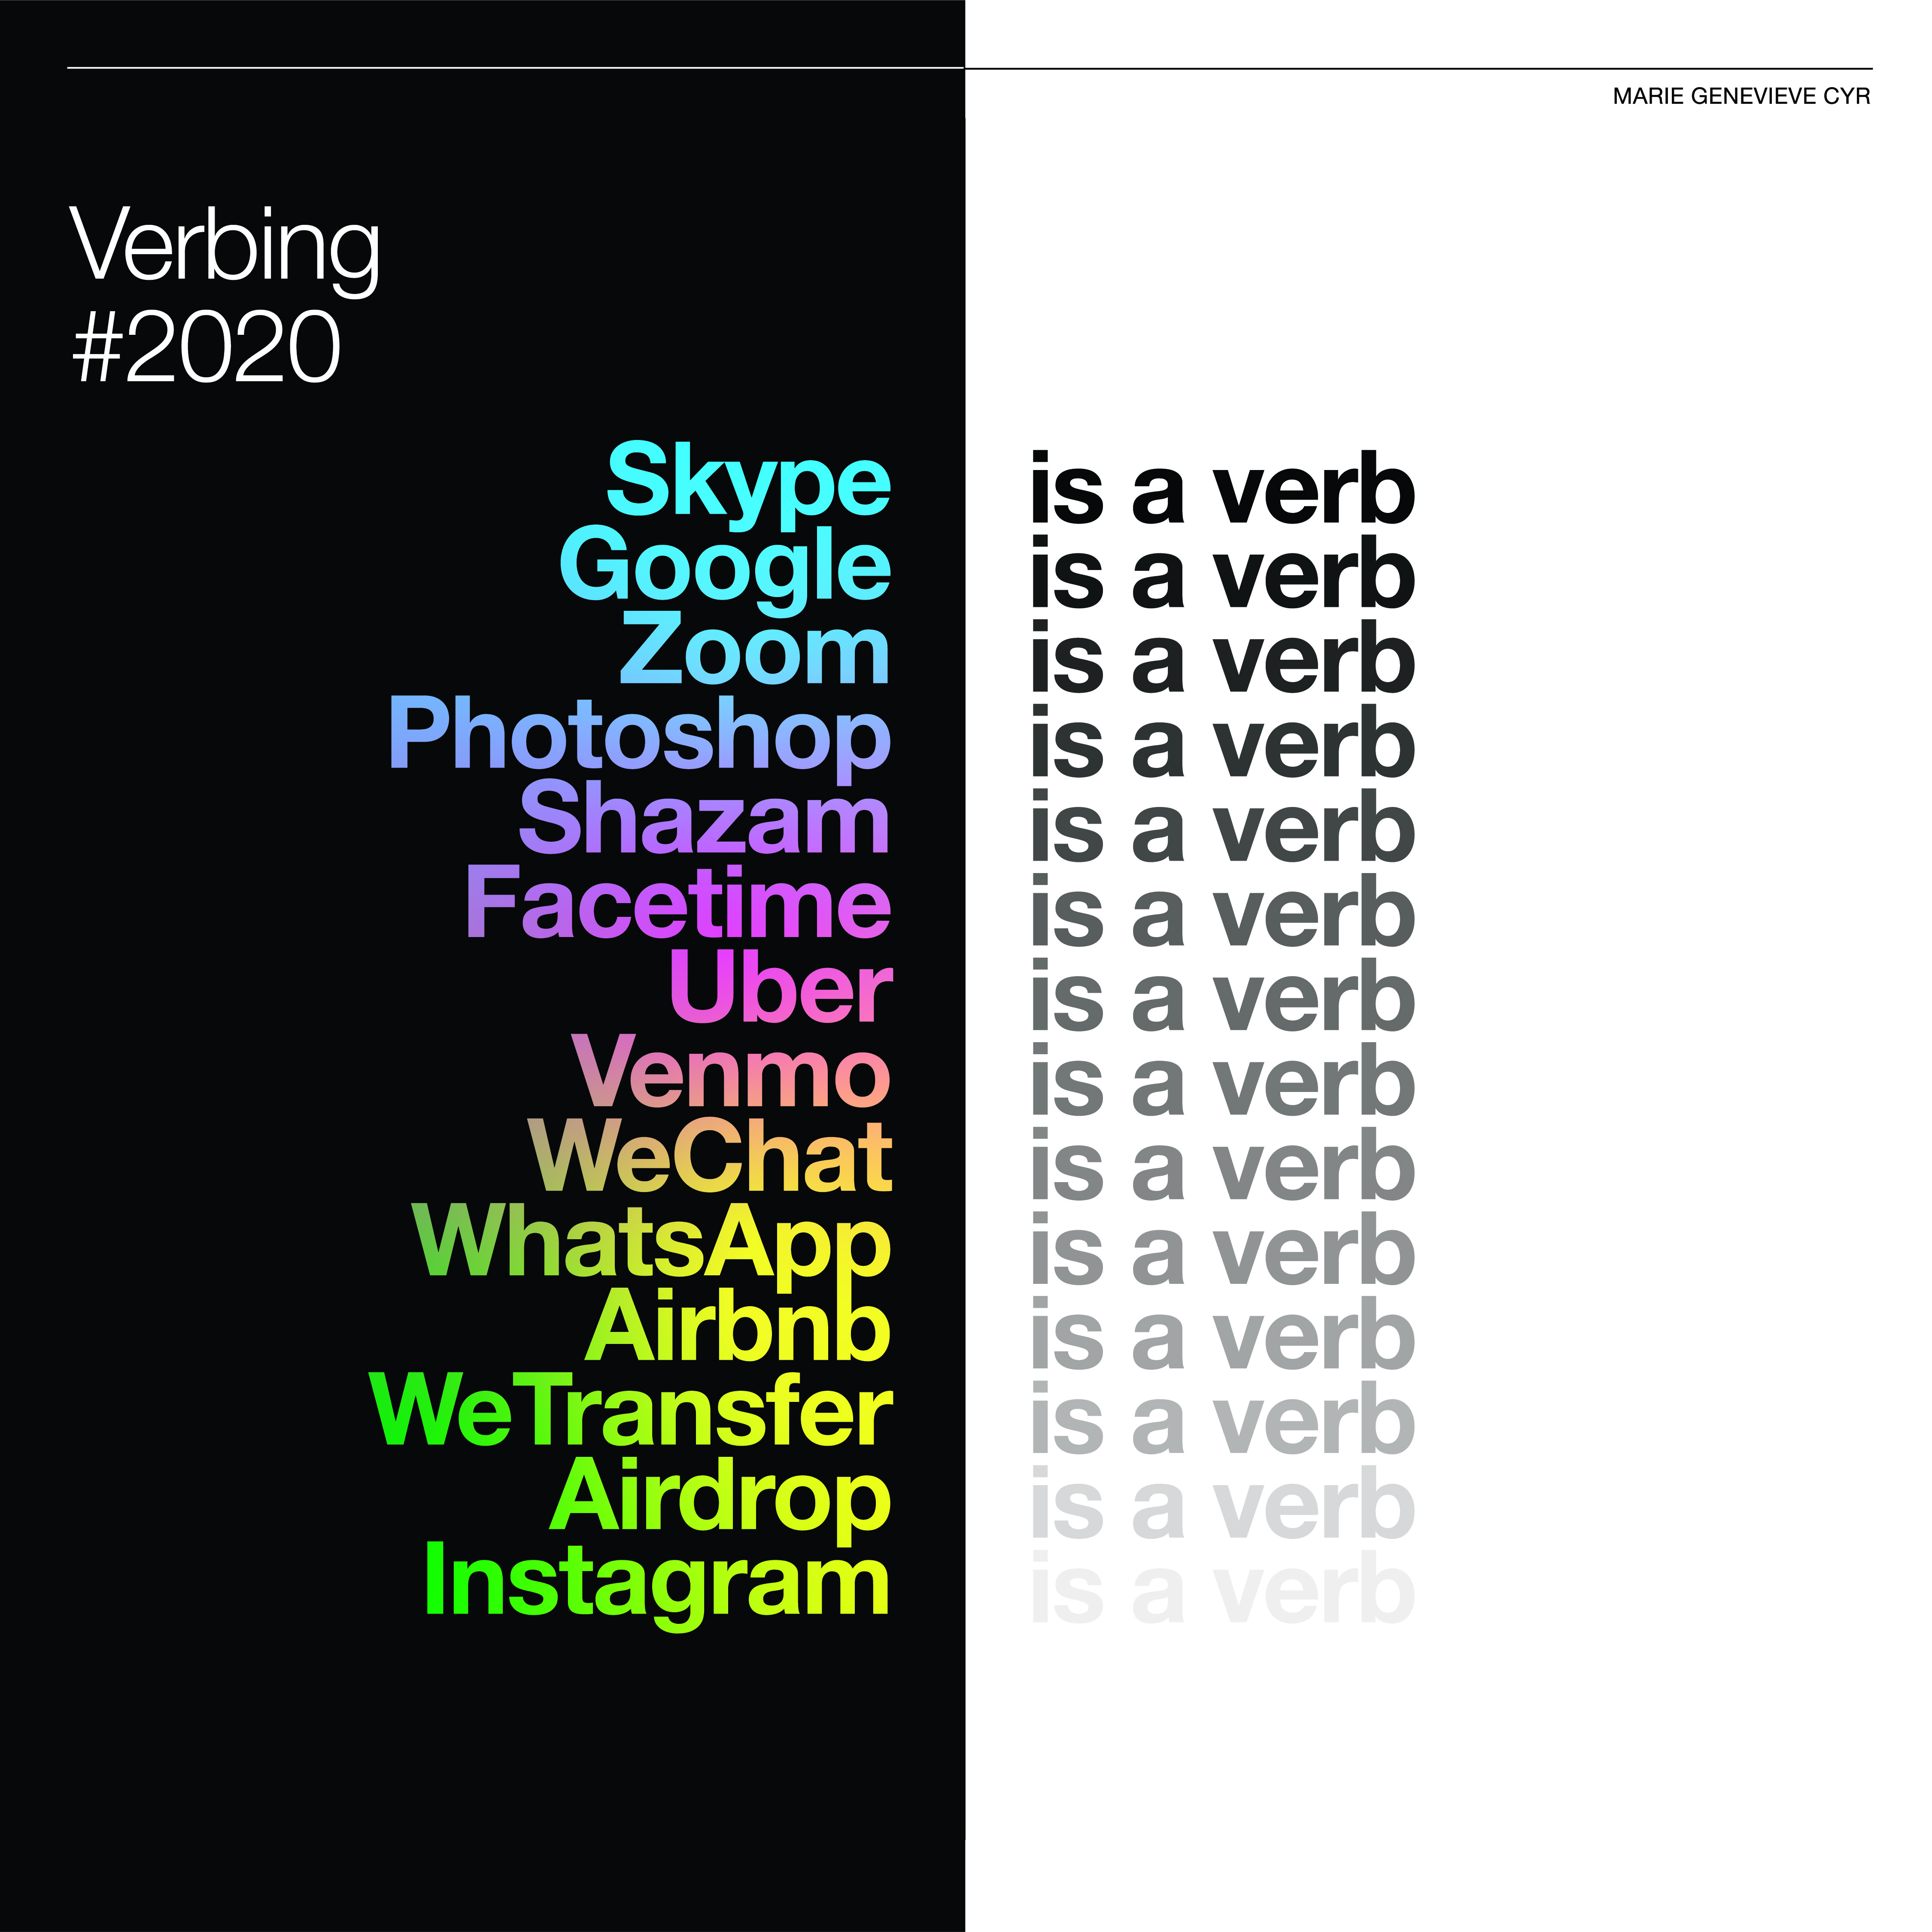 MARIE GENEVIEVE CYR
Verbing
#2020
Skype is a verb
Google is a verb
Zoom is a verb
Photoshop is a verb
Shazam is a verb
Facetime is a verb
Uber is a verb
Venmo is a verb
WeChat is a verb
WhatsApp is a verb
Airbnb is a verb
WeTransfer is a verb
Airdrop is a verb
Instagram is a verb